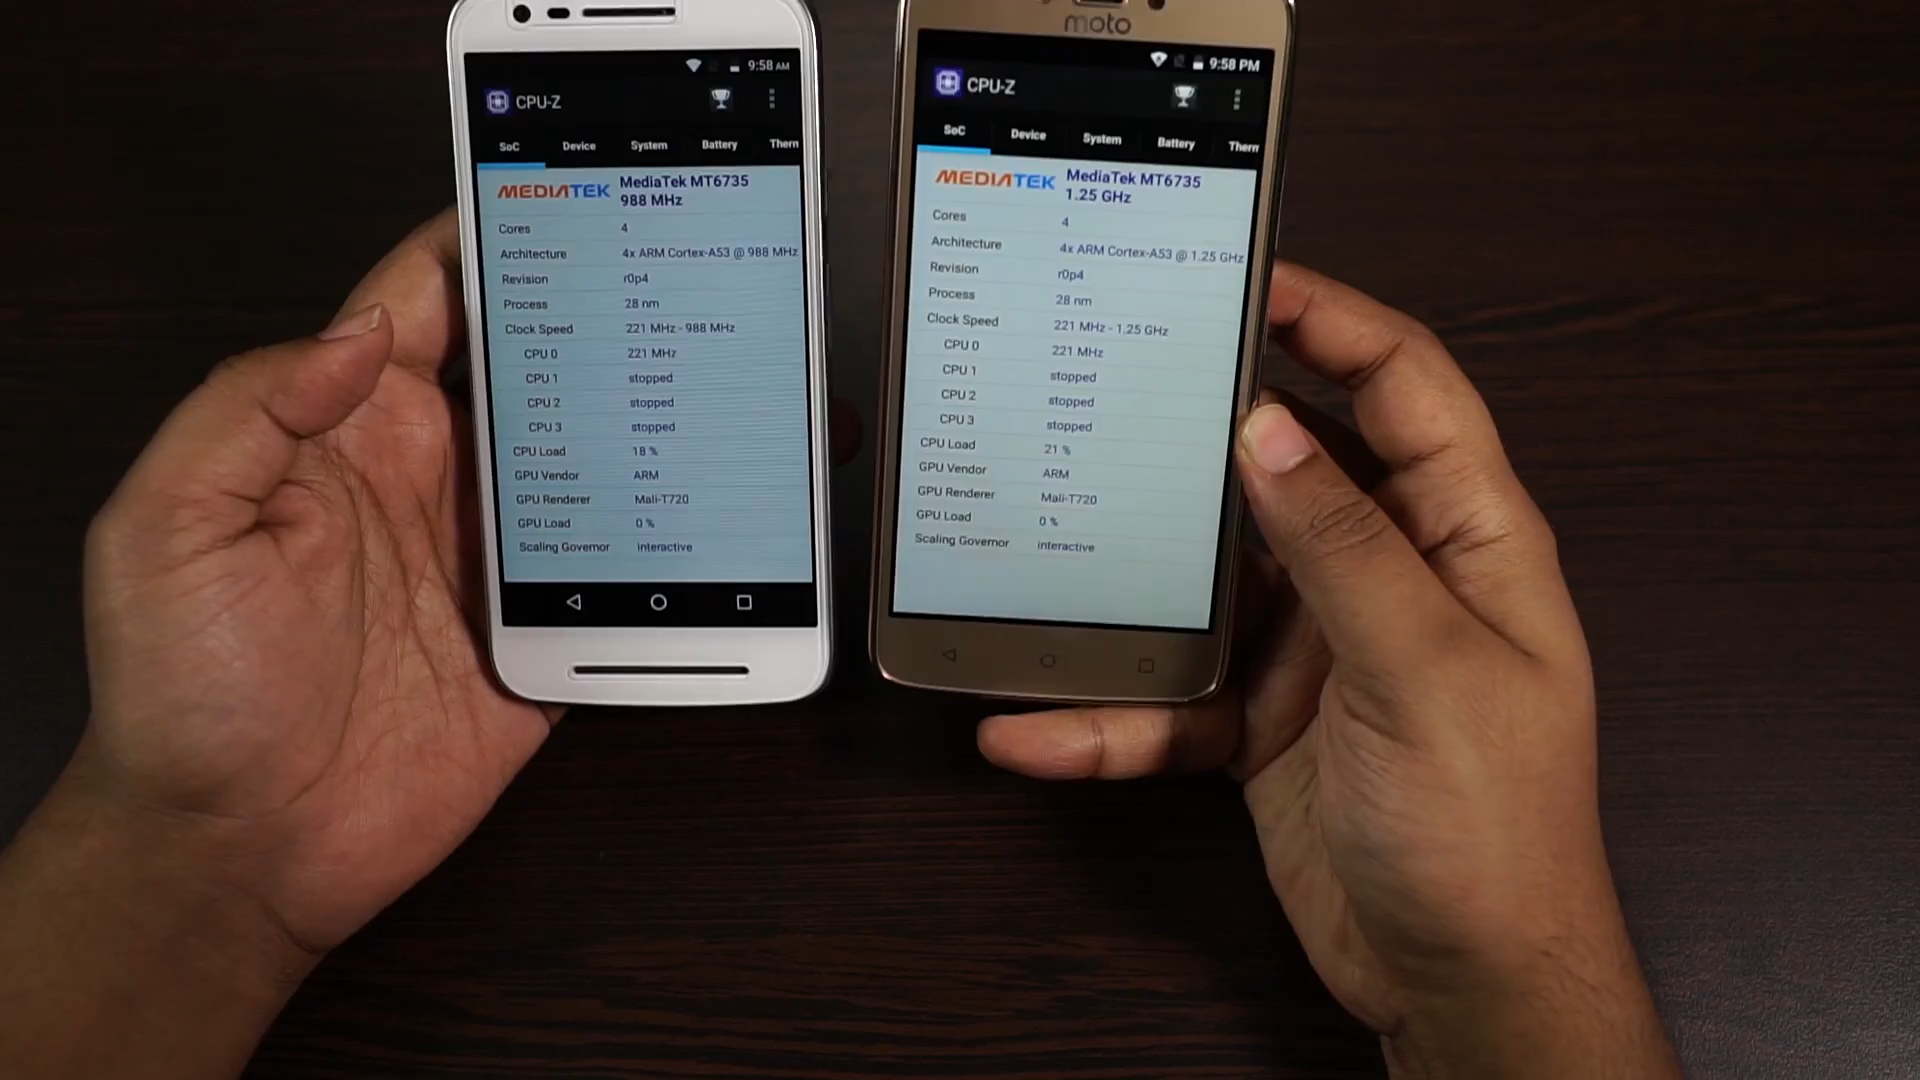 9:58 AM
CPU-Z
SoC Device System Battery Therm
MEDIATEK MediaTek MT6735
988 MHz
Cores 4
Architecture 4x ARM Cortex-A53 @ 988 MHz
Revision r0p4
Process 28 nm
Clock Speed 221 MHz - 988 MHz
CPU 0 221 MHz
CPU 1 stopped
CPU 2 stopped
CPU 3 stopped
CPU Load 18 %
GPU Vendor ARM
GPU Renderer Mali-T720
GPU Load 0 %
Scaling Governor interactive
moto
9:58 PM
CPU-Z
SoC Device System Battery Therm
MEDIATEK MediaTek MT6735
1.25 GHz
Cores 4
Architecture 4x ARM Cortex-A53 @ 1.25 GHz
Revision r0p4
Process 28 nm
Clock Speed 221 MHz - 1.25 GHz
CPU 0 221 MHz
CPU 1 stopped
CPU 2 stopped
CPU 3 stopped
CPU Load 21 %
GPU Vendor ARM
GPU Renderer Mali-T720
GPU Load 0 %
Scaling Governor interactive